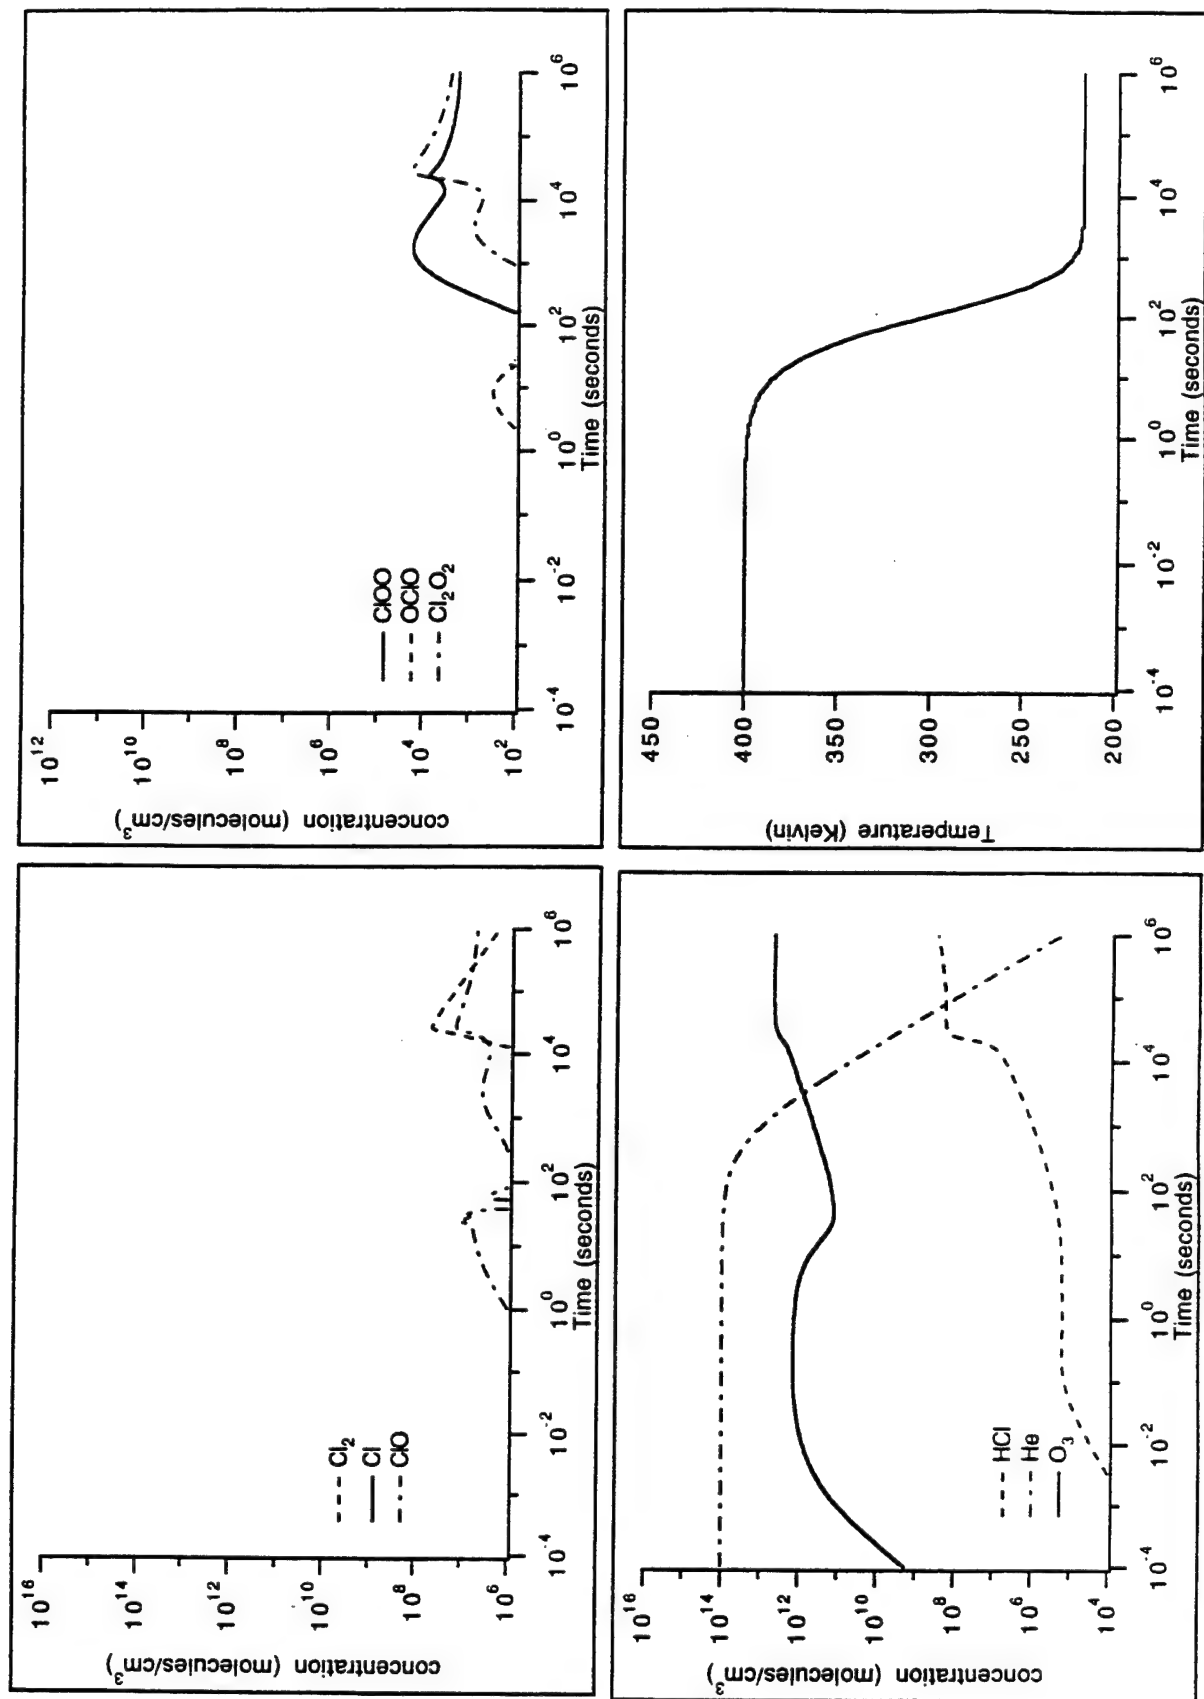 10^16
10^14
10^12
10^10
10^8
10^6
concentration (molecules/cm^3)
Cl2
Cl
ClO
10^-4
10^-2
10^0
10^2
10^4
10^6
Time (seconds)
10^12
10^10
10^8
10^6
10^4
10^2
concentration (molecules/cm^3)
ClOO
OClO
Cl2O2
10^-4
10^-2
10^0
10^2
10^4
10^6
Time (seconds)
10^16
10^14
10^12
10^10
10^8
10^6
10^4
concentration (molecules/cm^3)
HCl
He
O3
10^-4
10^-2
10^0
10^2
10^4
10^6
Time (seconds)
450
400
350
300
250
200
Temperature (Kelvin)
10^-4
10^-2
10^0
10^2
10^4
10^6
Time (seconds)